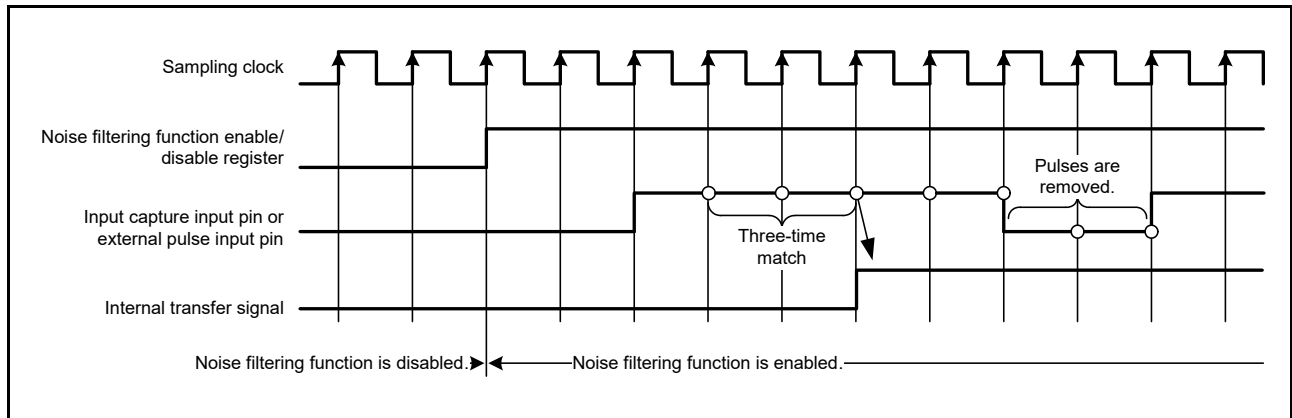 Sampling clock
Noise filtering function enable/
disable register
Pulses are
removed.
Input capture input pin or
external pulse input pin
Three-time
match
Internal transfer signal
Noise filtering function is disabled.
Noise filtering function is enabled.